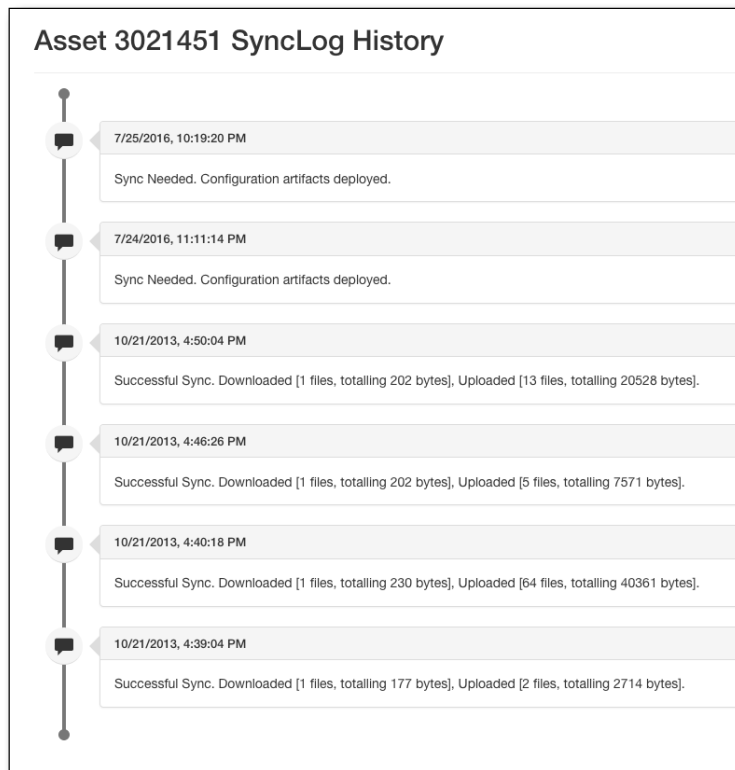 Asset 3021451 SyncLog History
7/25/2016, 10:19:20 PM
Sync Needed. Configuration artifacts deployed.
7/24/2016, 11:11:14 PM
Sync Needed. Configuration artifacts deployed.
10/21/2013, 4:50:04 PM
Successful Sync. Downloaded [1 files, totalling 202 bytes], Uploaded [13 files, totalling 20528 bytes].
10/21/2013, 4:46:26 PM
Successful Sync. Downloaded [1 files, totalling 202 bytes], Uploaded [5 files, totalling 7571 bytes].
10/21/2013, 4:40:18 PM
Successful Sync. Downloaded [1 files, totalling 230 bytes], Uploaded [64 files, totalling 40361 bytes].
10/21/2013, 4:39:04 PM
Successful Sync. Downloaded [1 files, totalling 177 bytes], Uploaded [2 files, totalling 2714 bytes].